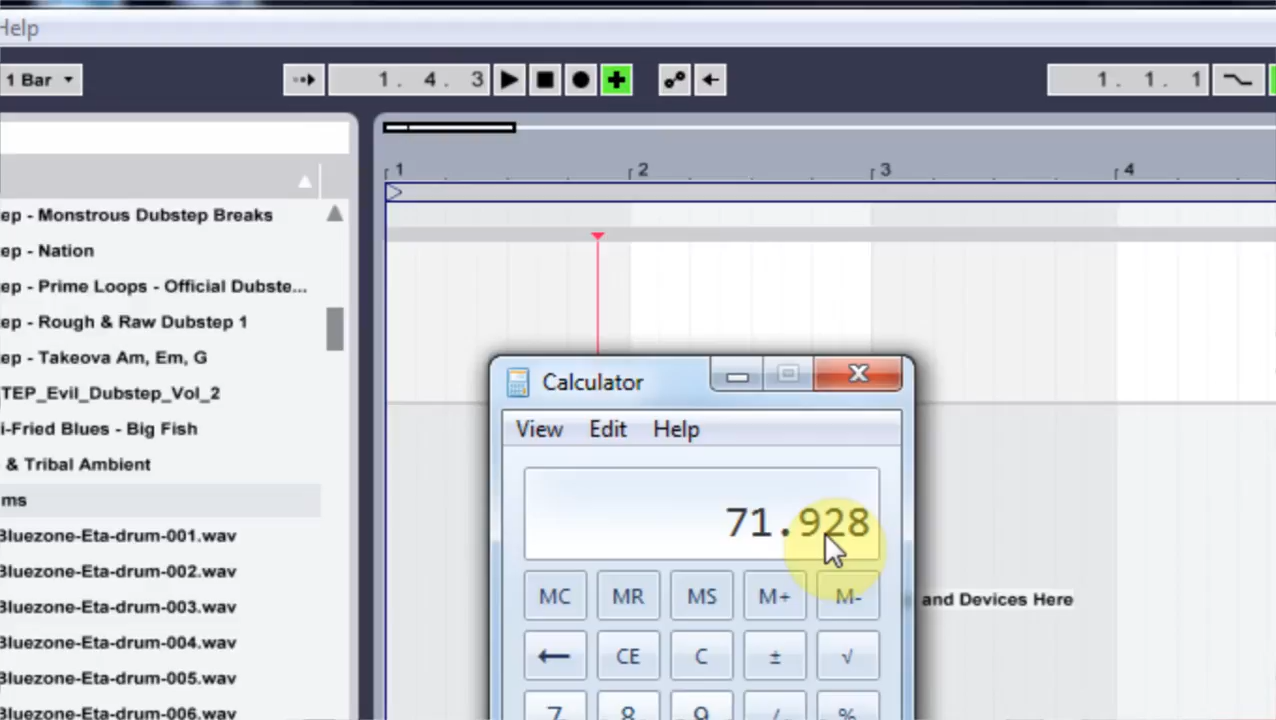 Help
1 Bar
1. 4. 3
1. 1. 1
1
2
3
4
ep - Monstrous Dubstep Breaks
ep - Nation
ep - Prime Loops - Official Dubste...
ep - Rough & Raw Dubstep 1
ep - Takeova Am, Em, G
TEP_Evil_Dubstep_Vol_2
i-Fried Blues - Big Fish
& Tribal Ambient
ms
Bluezone-Eta-drum-001.wav
Bluezone-Eta-drum-002.wav
Bluezone-Eta-drum-003.wav
Bluezone-Eta-drum-004.wav
Bluezone-Eta-drum-005.wav
Bluezone-Eta-drum-006.wav
Calculator
View Edit Help
71.928
MC MR MS M+ M-
← CE C ± √
7 8 9 / %
and Devices Here